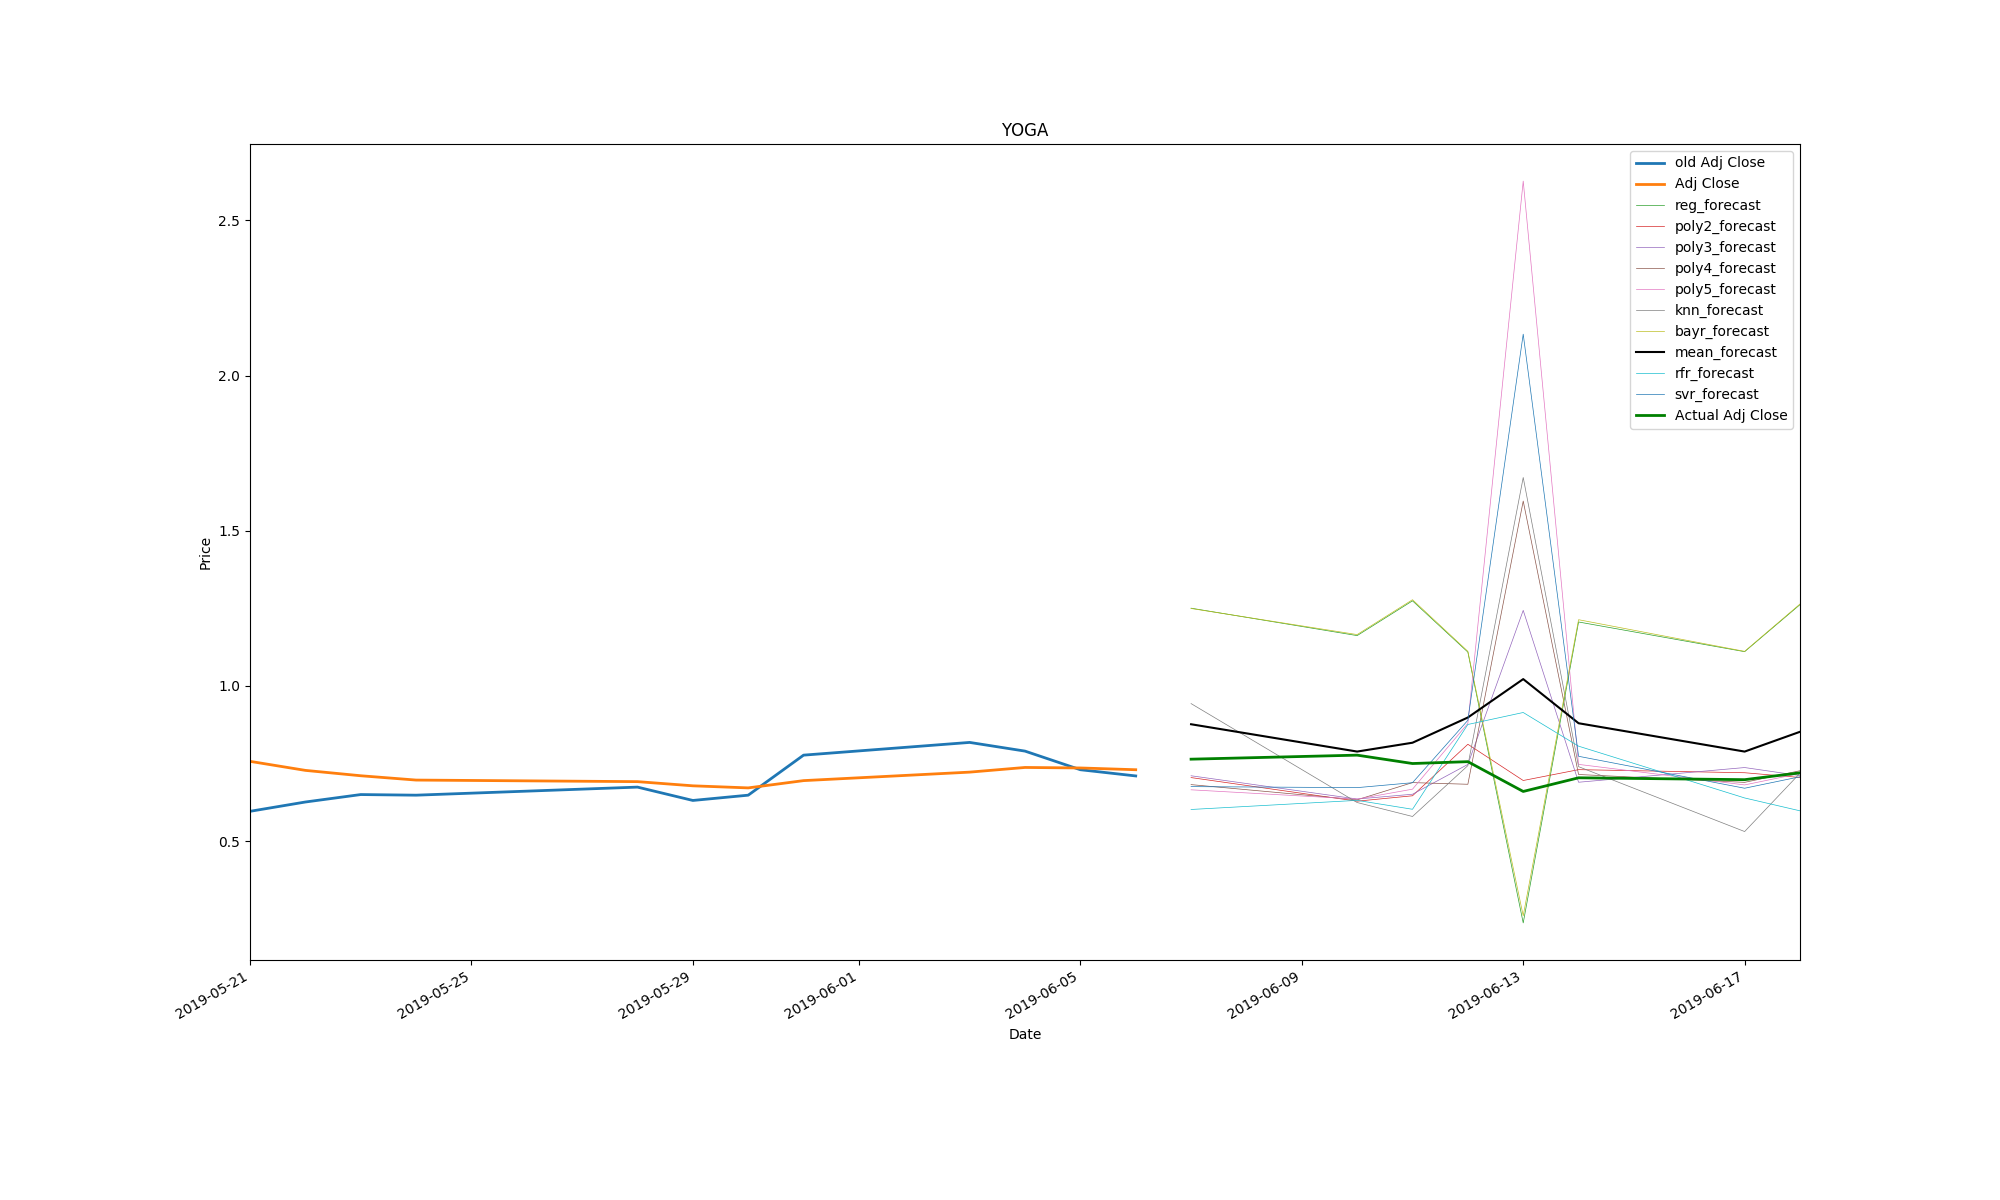 YOGA
old Adj Close
Adj Close
reg_forecast
poly2_forecast
poly3_forecast
poly4_forecast
poly5_forecast
knn_forecast
bayr_forecast
mean_forecast
rfr_forecast
svr_forecast
Actual Adj Close
2.5
2.0
1.5
1.0
0.5
Price
2019-05-21
2019-05-25
2019-05-29
2019-06-01
2019-06-05
2019-06-09
2019-06-13
2019-06-17
Date